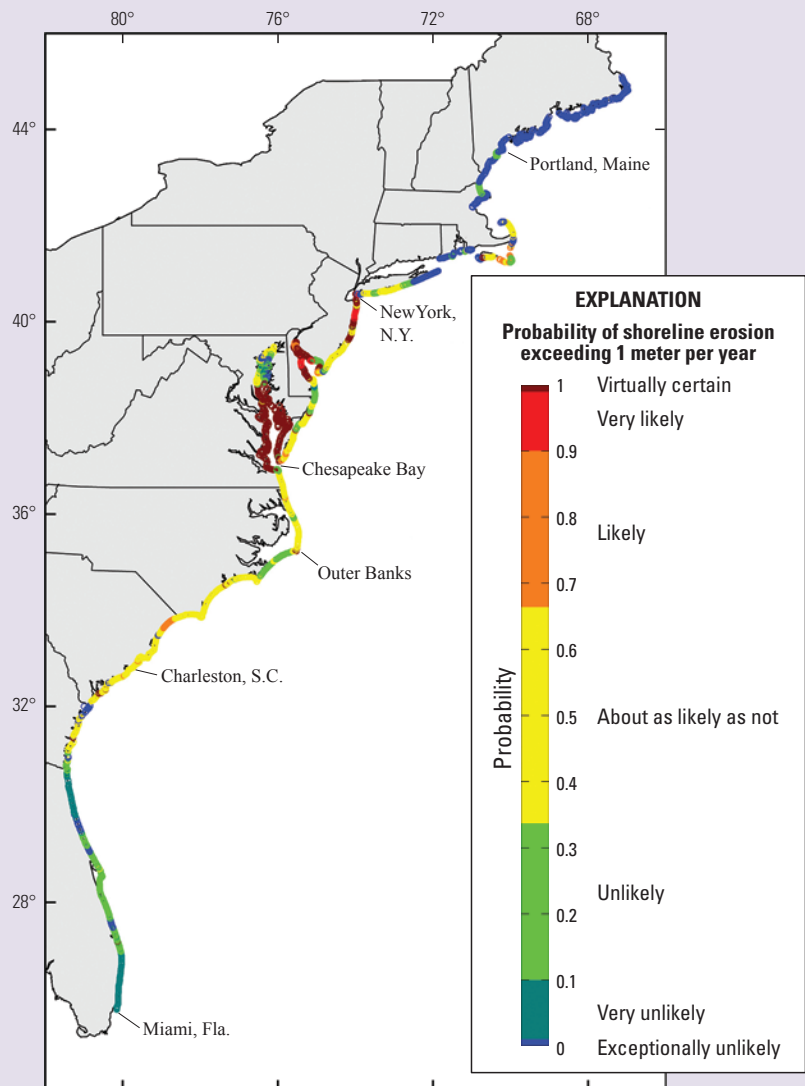 80°
76°
72°
68°
44°
40°
36°
32°
28°
Portland, Maine
NewYork,
N.Y.
Chesapeake Bay
Outer Banks
Charleston, S.C.
Miami, Fla.
EXPLANATION
Probability of shoreline erosion
exceeding 1 meter per year
Probability
1 Virtually certain
Very likely
0.9
0.8
Likely
0.7
0.6
0.5 About as likely as not
0.4
0.3
Unlikely
0.2
0.1
Very unlikely
0 Exceptionally unlikely